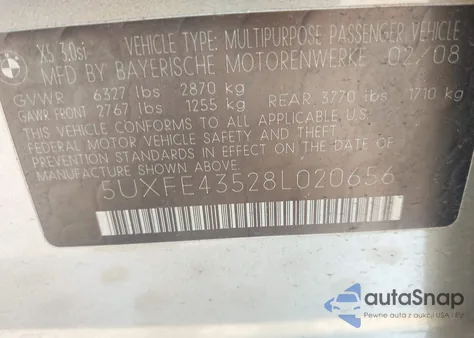 BMW
X5 3.0si VEHICLE TYPE: MULTIPURPOSE PASSENGER VEHICLE
MFD BY BAYERISCHE MOTORENWERKE 02/08
GVWR 6327 lbs 2870 kg
GAWR FRONT 2767 lbs 1255 kg REAR 3770 lbs 1710 kg
THIS VEHICLE CONFORMS TO ALL APPLICABLE
FEDERAL MOTOR VEHICLE SAFETY AND THEFT
PREVENTION STANDARDS IN EFFECT ON THE
DATE OF MANUFACTURE SHOWN ABOVE.
5UXFE43528L020656
autoSnap
Pewne auta z aukcji USA i EU